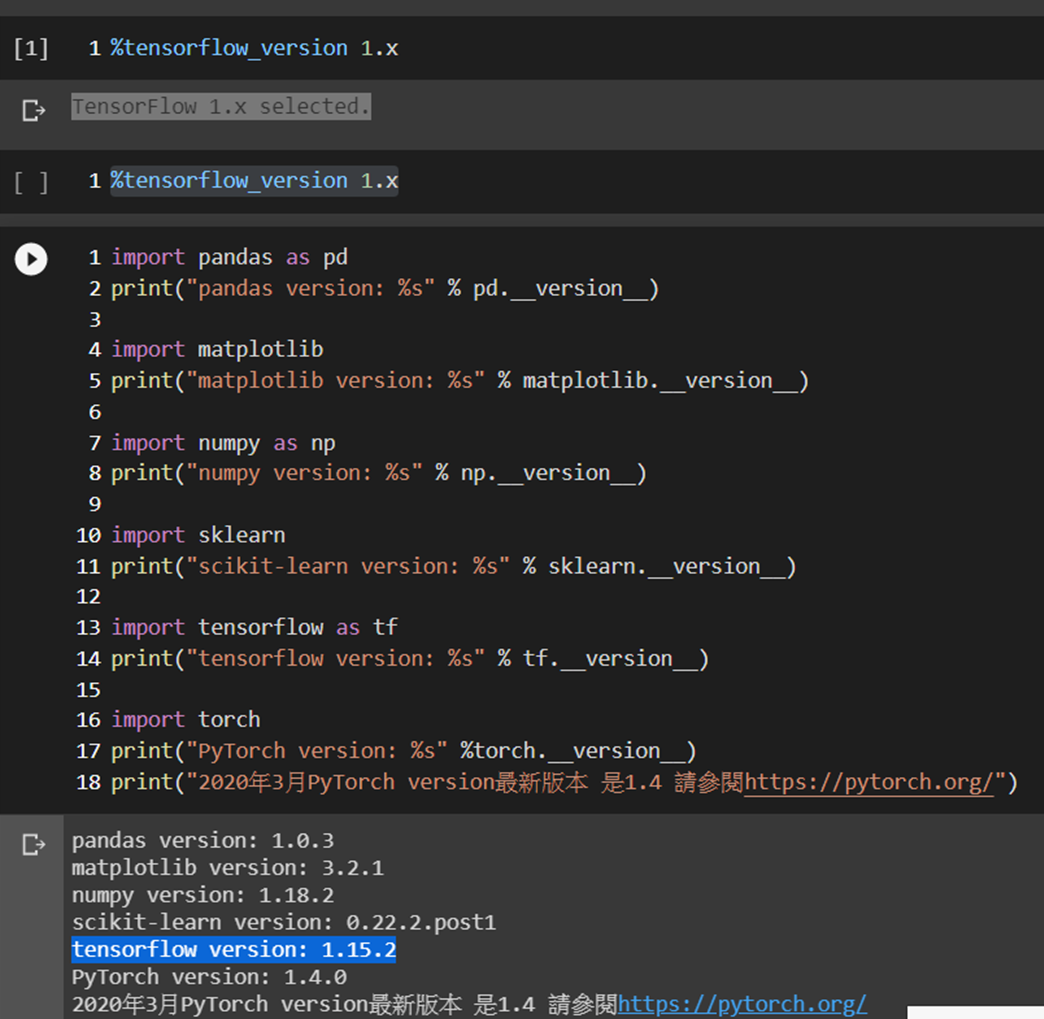 [1] 1 %tensorflow_version 1.x
TensorFlow 1.x selected.
[ ] 1 %tensorflow_version 1.x
1 import pandas as pd
2 print("pandas version: %s" % pd.__version__)
3
4 import matplotlib
5 print("matplotlib version: %s" % matplotlib.__version__)
6
7 import numpy as np
8 print("numpy version: %s" % np.__version__)
9
10 import sklearn
11 print("scikit-learn version: %s" % sklearn.__version__)
12
13 import tensorflow as tf
14 print("tensorflow version: %s" % tf.__version__)
15
16 import torch
17 print("PyTorch version: %s" %torch.__version__)
18 print("2020年3月PyTorch version最新版本 是1.4 請參閱https://pytorch.org/")
pandas version: 1.0.3
matplotlib version: 3.2.1
numpy version: 1.18.2
scikit-learn version: 0.22.2.post1
tensorflow version: 1.15.2
PyTorch version: 1.4.0
2020年3月PyTorch version最新版本 是1.4 請參閱https://pytorch.org/